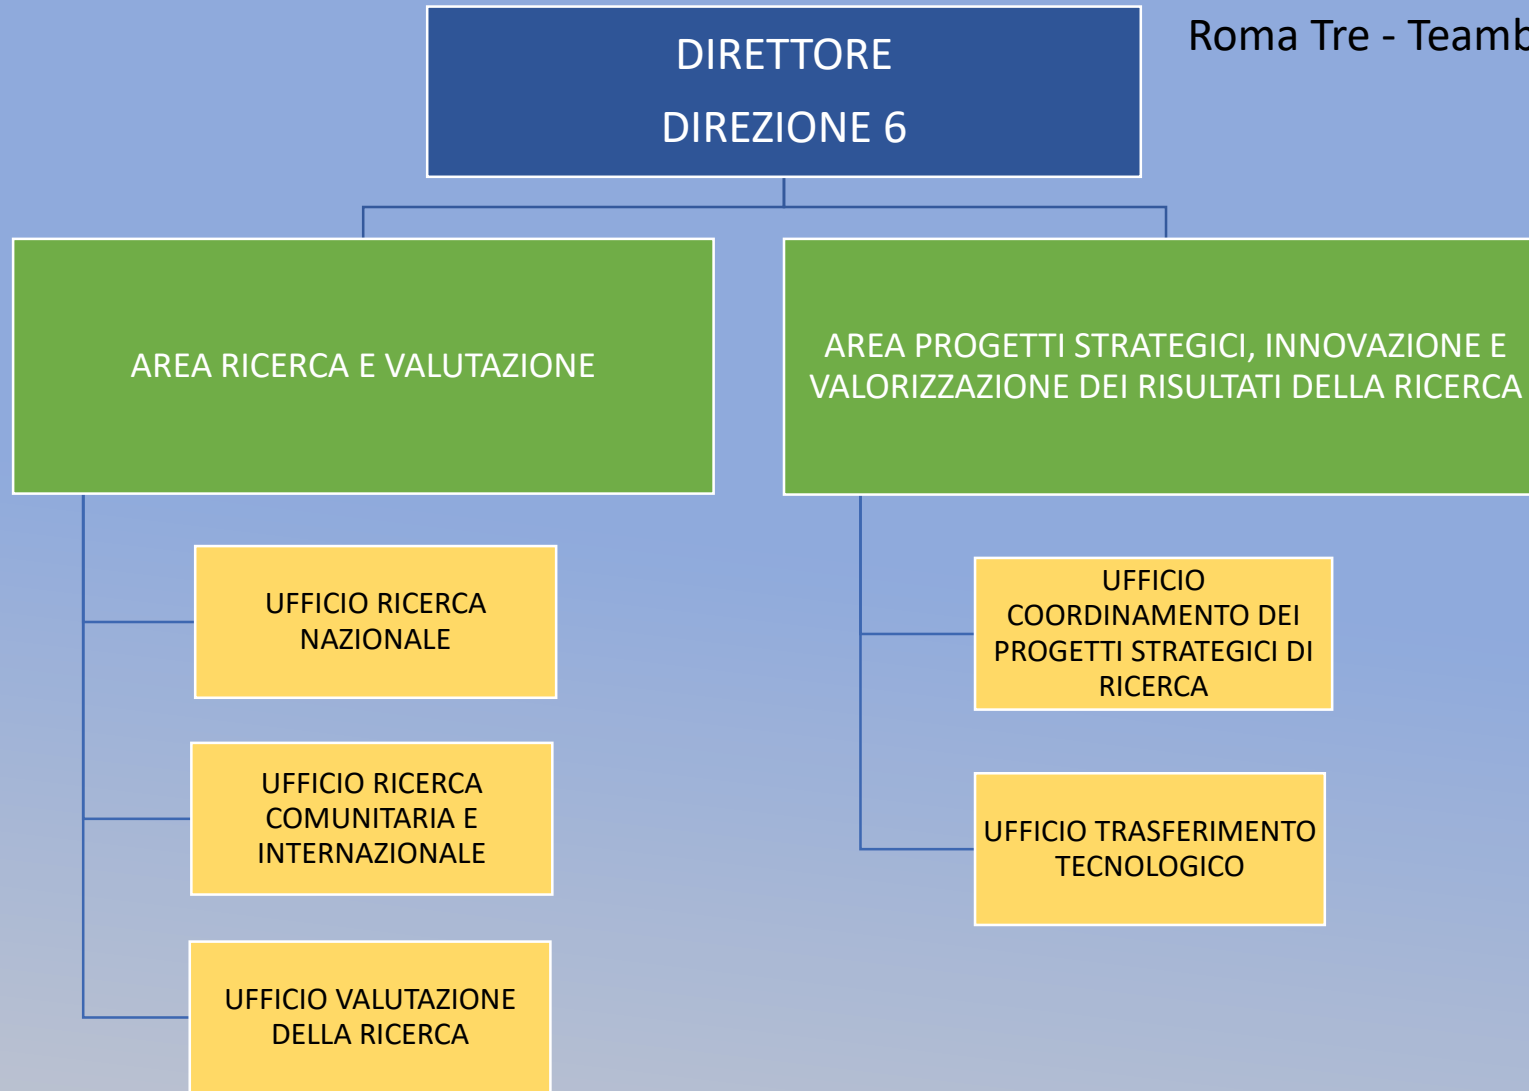 DIRETTORE
DIREZIONE 6
Roma Tre - Teamb
AREA RICERCA E VALUTAZIONE
AREA PROGETTI STRATEGICI, INNOVAZIONE E
VALORIZZAZIONE DEI RISULTATI DELLA RICERCA
UFFICIO RICERCA
NAZIONALE
UFFICIO RICERCA
COMUNITARIA E
INTERNAZIONALE
UFFICIO VALUTAZIONE
DELLA RICERCA
UFFICIO
COORDINAMENTO DEI
PROGETTI STRATEGICI DI
RICERCA
UFFICIO TRASFERIMENTO
TECNOLOGICO